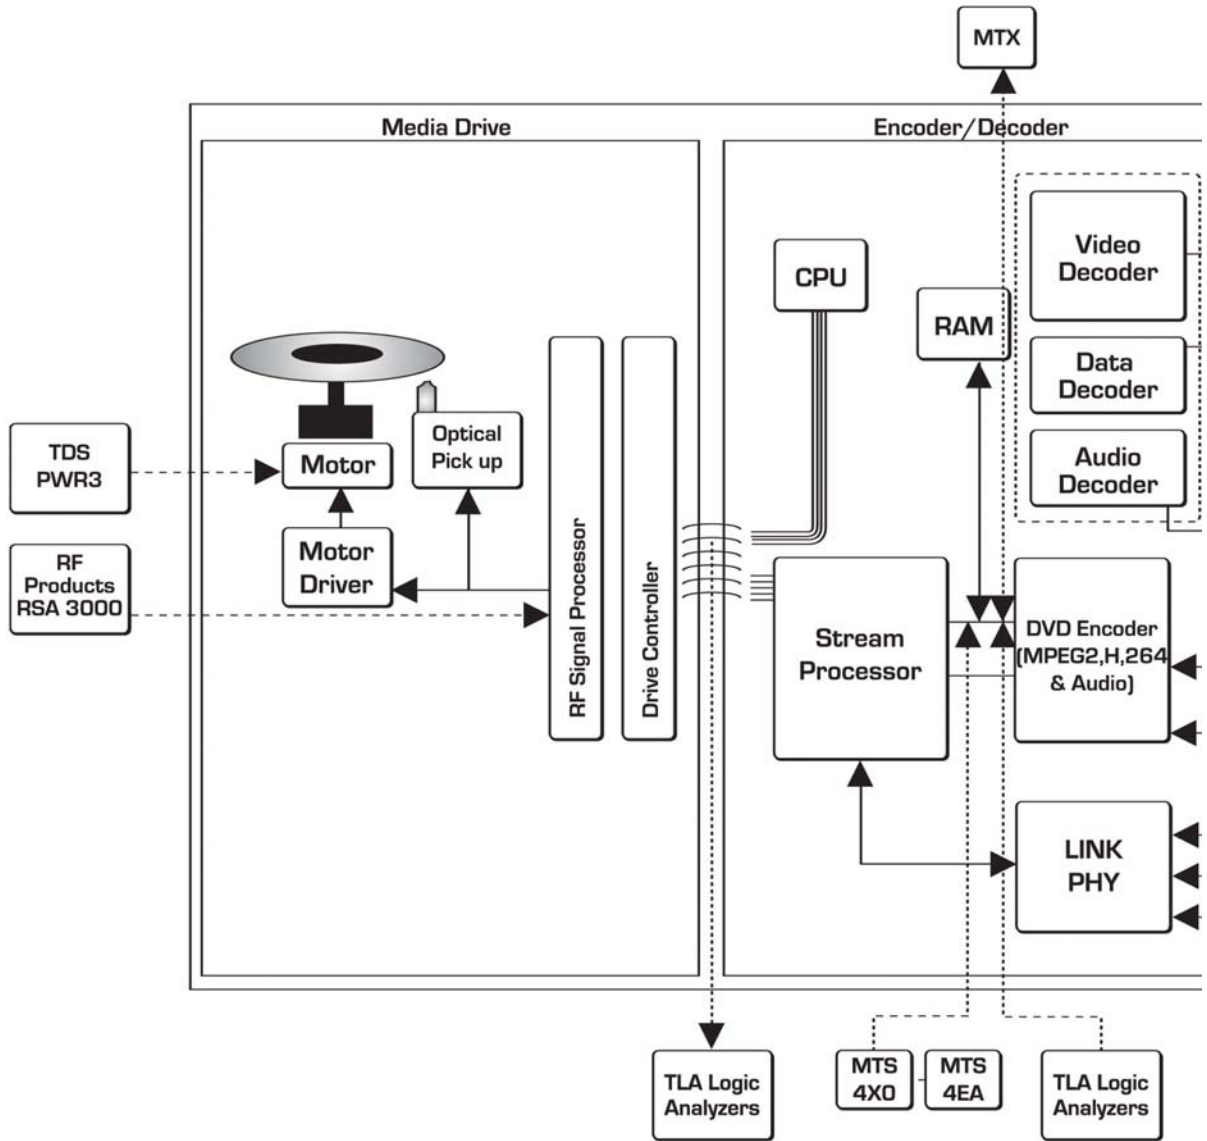 MTX
Media Drive
Encoder/Decoder
Video
Decoder
CPU
RAM
Data
Decoder
TDS
PWR3
Motor
Optical
Pick up
Audio
Decoder
RF
Products
RSA 3000
Motor
Driver
RF Signal Processor
Drive Controller
Stream
Processor
DVD Encoder
(MPEG2,H,264
& Audio)
LINK
PHY
TLA Logic
Analyzers
MTS
4X0
MTS
4EA
TLA Logic
Analyzers